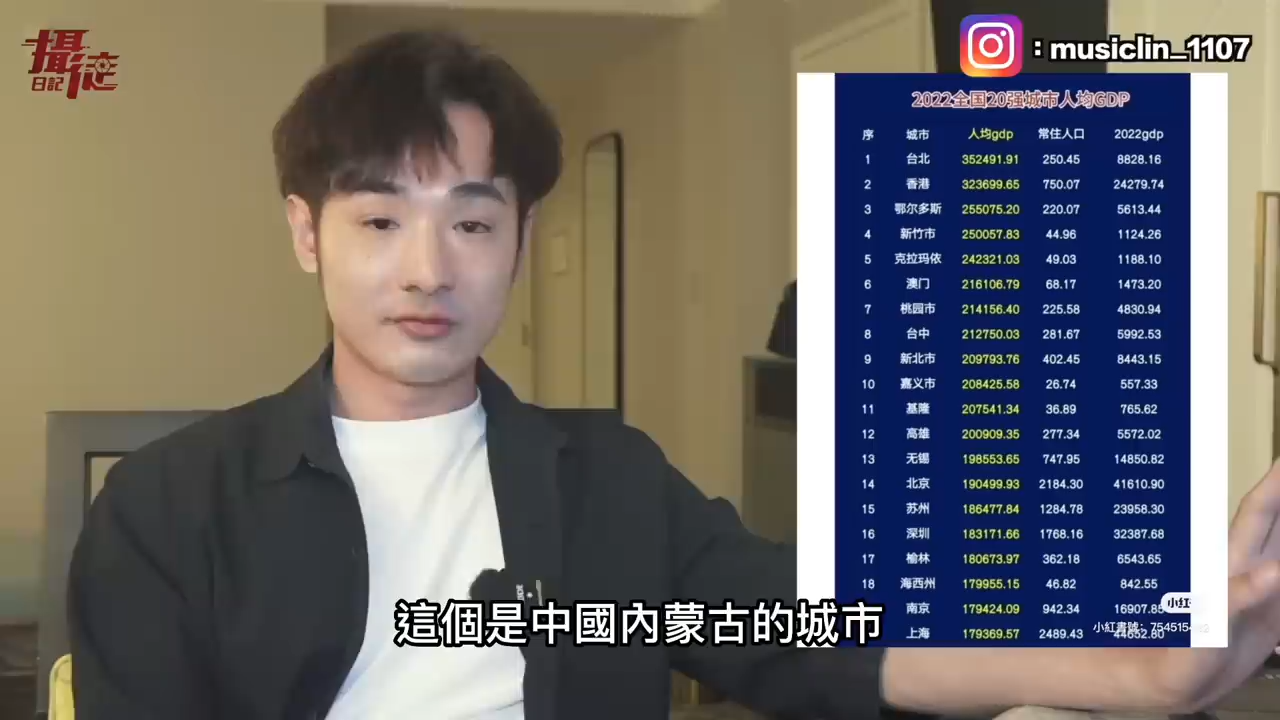 攝徒
日記
: musiclin_1107
2022全国20强城市人均GDP
序 城市 人均gdp 常住人口 2022gdp
1 台北 352491.91 250.45 8828.16
2 香港 323699.65 750.07 24279.74
3 鄂尔多斯 255075.20 220.07 5613.44
4 新竹市 250057.83 44.96 1124.26
5 克拉玛依 242321.03 49.03 1188.10
6 澳门 216106.79 68.17 1473.20
7 桃园市 214156.40 225.58 4830.94
8 台中 212750.03 281.67 5992.53
9 新北市 209793.76 402.45 8443.15
10 嘉义市 208425.58 26.74 557.33
11 基隆 207541.34 36.89 765.62
12 高雄 200909.35 277.34 5572.02
13 无锡 198553.65 747.95 14850.82
14 北京 190499.93 2184.30 41610.90
15 苏州 186477.84 1284.78 23958.30
16 深圳 183171.66 1768.16 32387.68
17 榆林 180673.97 362.18 6543.65
18 海西州 179955.15 46.82 842.55
南京 179424.09 942.34
上海 179369.57 2489.43
小紅書號:
這個是中國內蒙古的城市